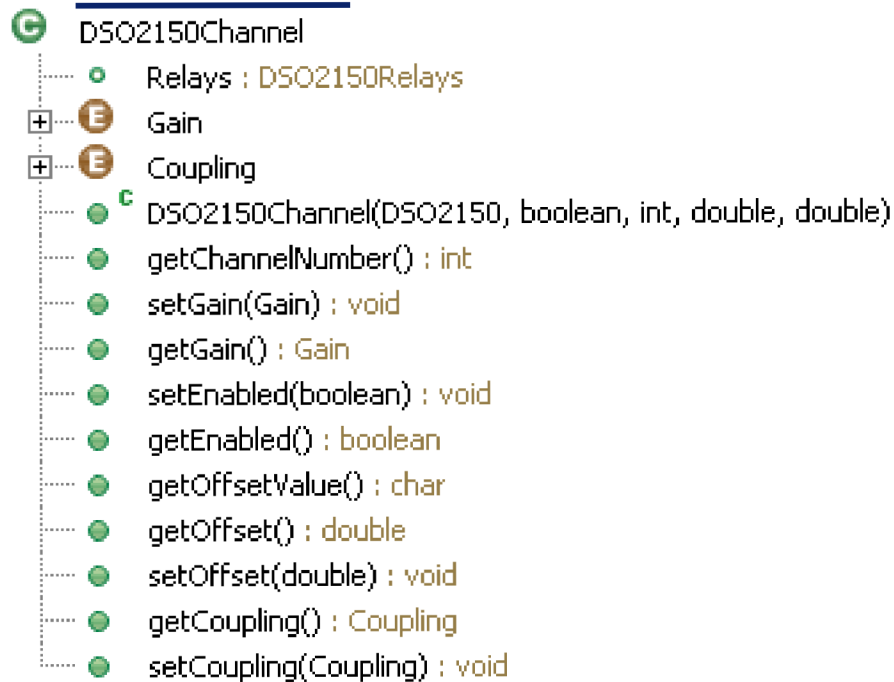 DSO2150Channel
Relays : DSO2150Relays
Gain
Coupling
DSO2150Channel(DSO2150, boolean, int, double, double)
getChannelNumber() : int
setGain(Gain) : void
getGain() : Gain
setEnabled(boolean) : void
getEnabled() : boolean
getOffsetValue() : char
getOffset() : double
setOffset(double) : void
getCoupling() : Coupling
setCoupling(Coupling) : void